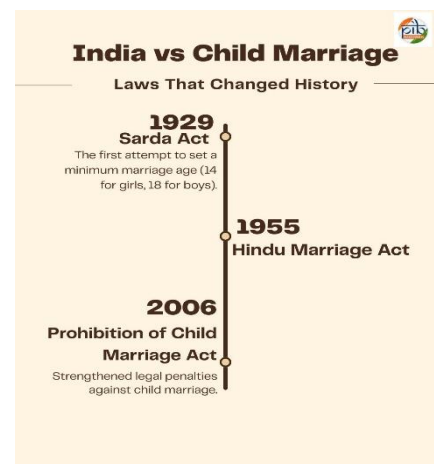 pib
India vs Child Marriage
Laws That Changed History
1929
Sarda Act
The first attempt to set a
minimum marriage age (14
for girls, 18 for boys).
1955
Hindu Marriage Act
2006
Prohibition of Child
Marriage Act
Strengthened legal penalties
against child marriage.